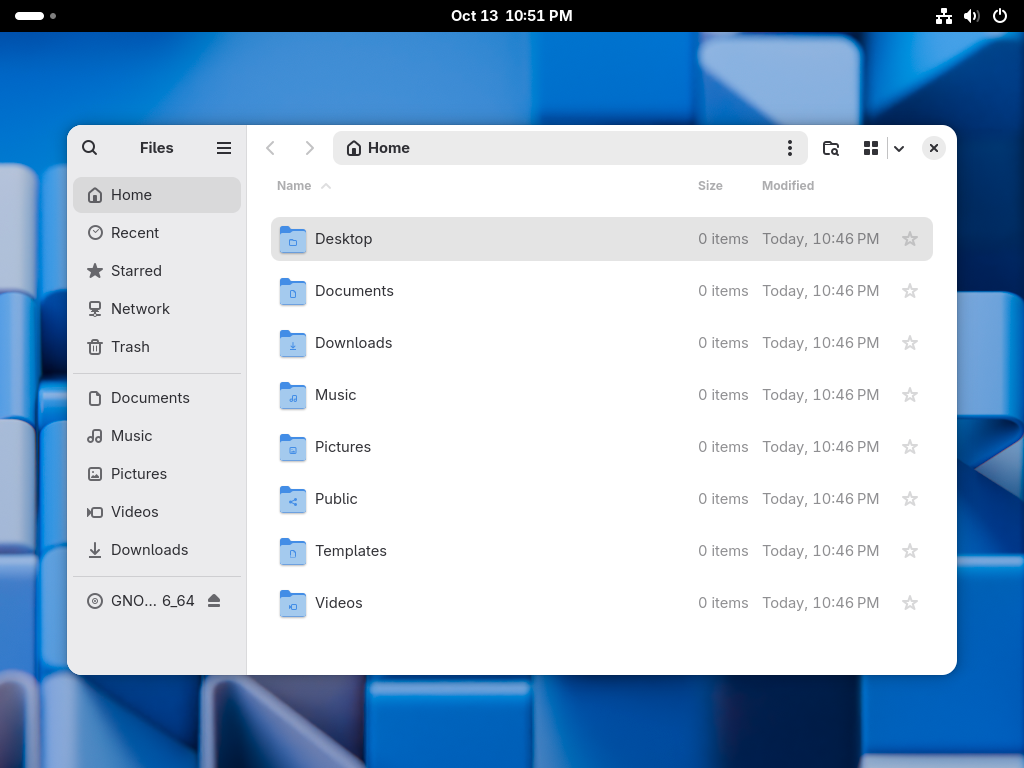 Oct 13 10:51 PM
Files
Home
Home
Recent
Starred
Network
Trash
Documents
Music
Pictures
Videos
Downloads
GNO... 6_64
Name Size Modified
Desktop 0 items Today, 10:46 PM
Documents 0 items Today, 10:46 PM
Downloads 0 items Today, 10:46 PM
Music 0 items Today, 10:46 PM
Pictures 0 items Today, 10:46 PM
Public 0 items Today, 10:46 PM
Templates 0 items Today, 10:46 PM
Videos 0 items Today, 10:46 PM